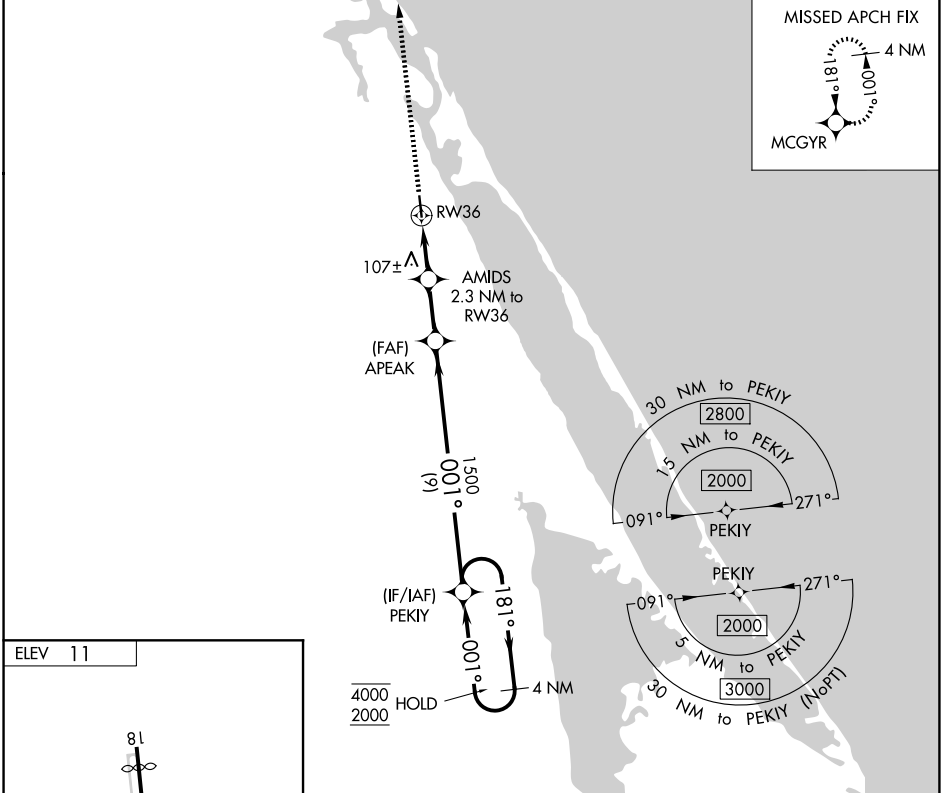 MISSED APCH FIX
4 NM
181°
001°
MCGYR
RW36
107±
AMIDS
2.3 NM to
RW36
(FAF)
APEAK
1500
001°
(9)
30 NM to PEKIY
2800
15 NM to PEKIY
2000
091°
271°
PEKIY
PEKIY
091°
271°
2000
5 NM to PEKIY
3000
30 NM to PEKIY (NoPT)
(IF/IAF)
PEKIY
181°
001°
4000
2000
HOLD
4 NM
ELEV 11
18